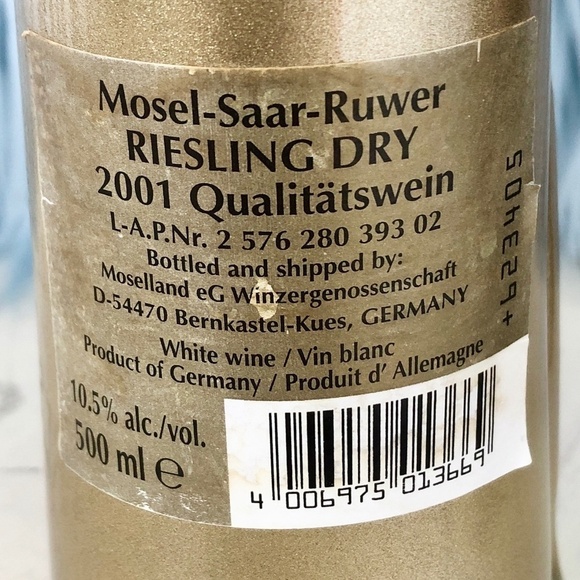 Mosel-Saar-Ruwer
RIESLING DRY
2001 Qualitätswein
L-A.P.Nr. 2 576 280 393 02
Bottled and shipped by:
Moselland eG Winzergenossenschaft
D-54470 Bernkastel-Kues, GERMANY
White wine / Vin blanc
Product of Germany / Produit d' Allemagne
10.5% alc./vol.
500 ml ℮
4 006975 013669
+923405